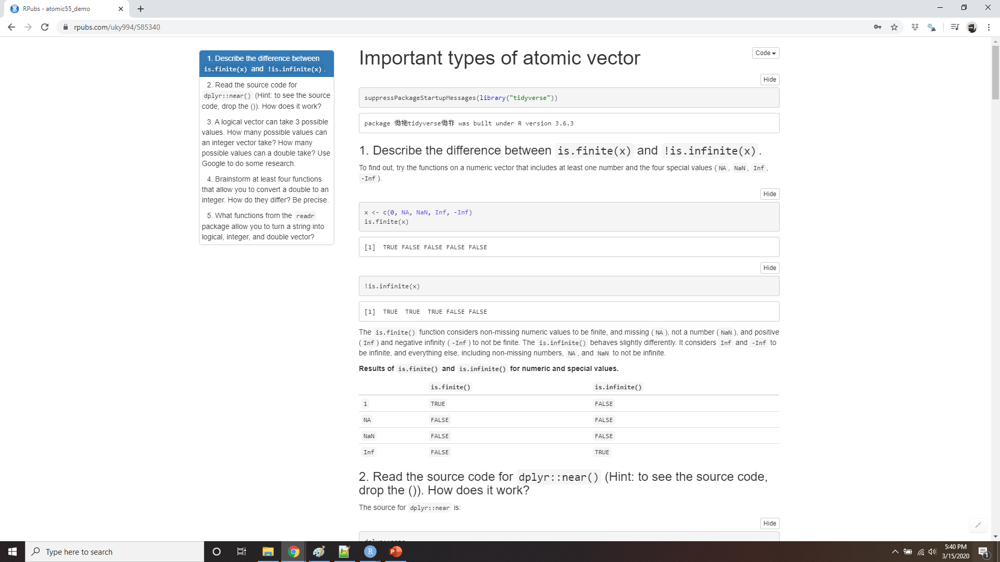 RPubs - atomic55_demo
rpubs.com/uky994/585340
1. Describe the difference between
is.finite(x) and !is.infinite(x) .
2. Read the source code for
dplyr::near() (Hint: to see the source
code, drop the ()). How does it work?
3. A logical vector can take 3 possible
values. How many possible values can
an integer vector take? How many
possible values can a double take? Use
Google to do some research.
4. Brainstorm at least four functions
that allow you to convert a double to an
integer. How do they differ? Be precise.
5. What functions from the readr
package allow you to turn a string into
logical, integer, and double vector?
Important types of atomic vector
Code
Hide
suppressPackageStartupMessages(library("tidyverse"))
package tidyverse was built under R version 3.6.3
1. Describe the difference between is.finite(x) and !is.infinite(x) .
To find out, try the functions on a numeric vector that includes at least one number and the four special values ( NA , NaN , Inf ,
-Inf ).
Hide
x <- c(0, NA, NaN, Inf, -Inf)
is.finite(x)
[1]  TRUE FALSE FALSE FALSE FALSE
Hide
!is.infinite(x)
[1]  TRUE  TRUE  TRUE FALSE FALSE
The is.finite() function considers non-missing numeric values to be finite, and missing ( NA ), not a number ( NaN ), and positive
( Inf ) and negative infinity ( -Inf ) to not be finite. The is.infinite() behaves slightly differently. It considers Inf and -Inf to
be infinite, and everything else, including non-missing numbers, NA , and NaN to not be infinite.
Results of is.finite() and is.infinite() for numeric and special values.
is.finite() is.infinite()
1 TRUE FALSE
NA FALSE FALSE
NaN FALSE FALSE
Inf FALSE TRUE
2. Read the source code for dplyr::near() (Hint: to see the source code,
drop the ()). How does it work?
The source for dplyr::near is:
Hide
Type here to search
5:40 PM
3/15/2020
1